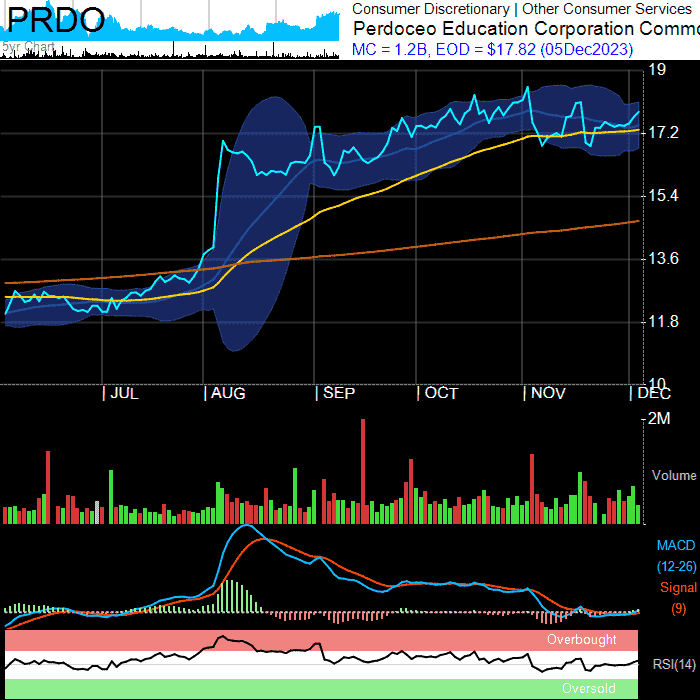 PRDO
5yr Chart
Consumer Discretionary | Other Consumer Services
Perdoceo Education Corporation Commo
MC = 1.2B, EOD = $17.82 (05Dec2023)
19
17.2
15.4
13.6
11.8
10
| JUL | AUG | SEP | OCT | NOV | DEC
2M
Volume
MACD
(12-26)
Signal
(9)
Overbought
RSI(14)
Oversold